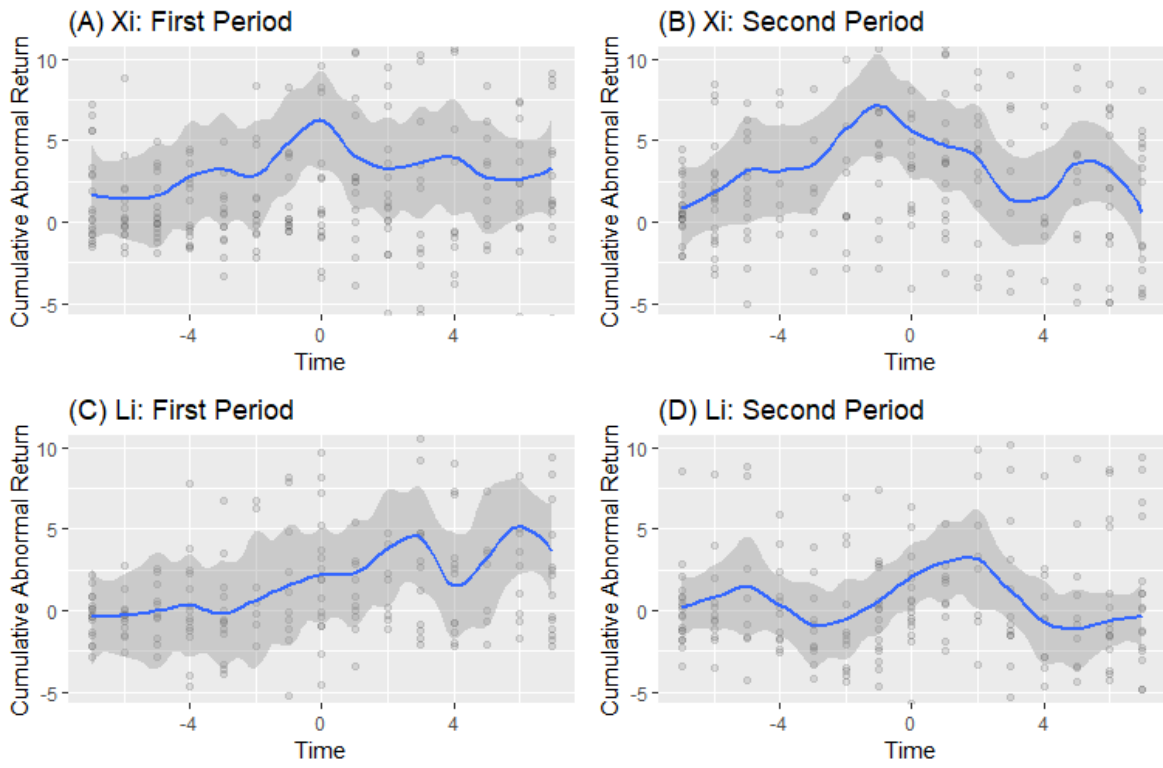 (A) Xi: First Period
Cumulative Abnormal Return
10
5
0
-5
-4
0
4
Time
(B) Xi: Second Period
Cumulative Abnormal Return
10
5
0
-5
-4
0
4
Time
(C) Li: First Period
Cumulative Abnormal Return
10
5
0
-5
-4
0
4
Time
(D) Li: Second Period
Cumulative Abnormal Return
10
5
0
-5
-4
0
4
Time